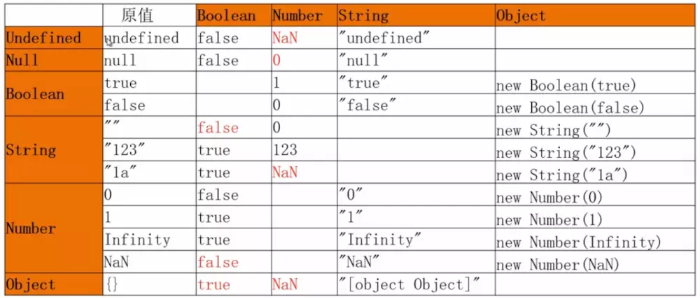 原值 Boolean Number String Object
Undefined undefined false NaN "undefined"
Null null false 0 "null"
Boolean true 1 "true" new Boolean(true)
false 0 "false" new Boolean(false)
String "" false 0 new String("")
"123" true 123 new String("123")
"1a" true NaN new String("1a")
Number 0 false "0" new Number(0)
1 true "1" new Number(1)
Infinity true "Infinity" new Number(Infinity)
NaN false "NaN" new Number(NaN)
Object {} true NaN "[object Object]"